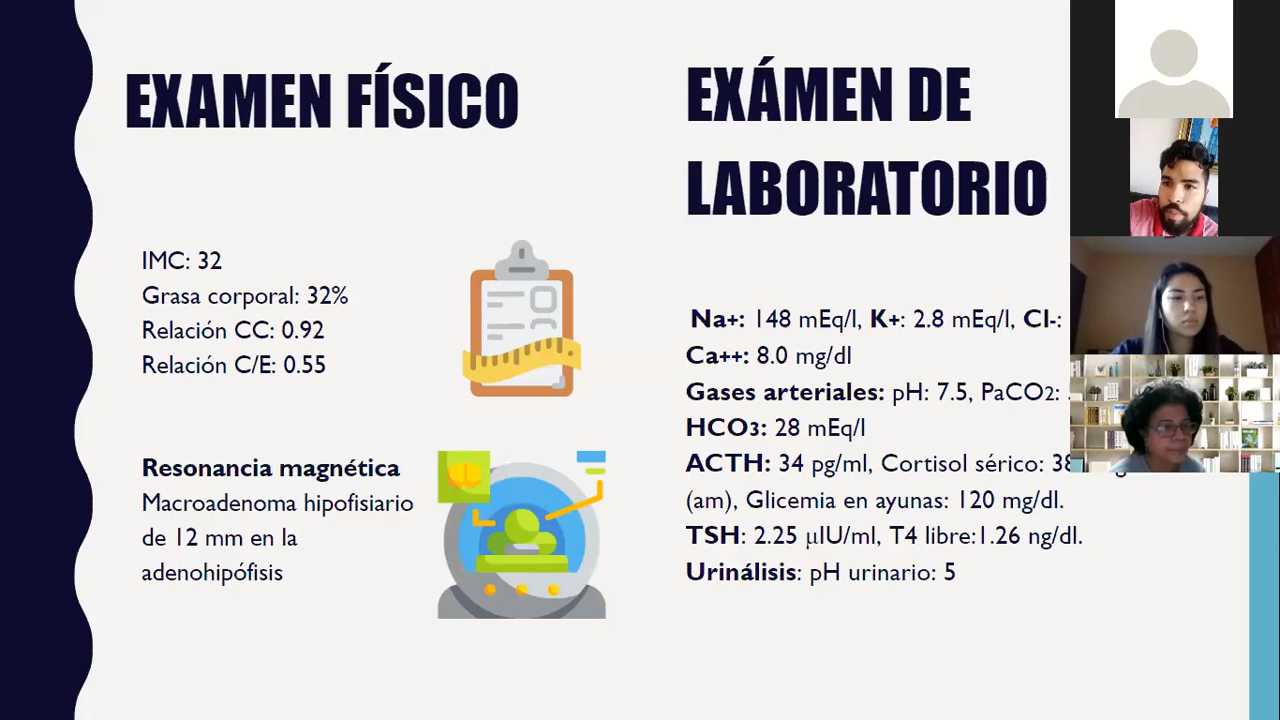 EXAMEN FÍSICO
IMC: 32
Grasa corporal: 32%
Relación CC: 0.92
Relación C/E: 0.55
Resonancia magnética
Macroadenoma hipofisiario
de 12 mm en la
adenohipófisis
EXÁMEN DE
LABORATORIO
Na+: 148 mEq/l, K+: 2.8 mEq/l, Cl-:
Ca++: 8.0 mg/dl
Gases arteriales: pH: 7.5, PaCO2:
HCO3: 28 mEq/l
ACTH: 34 pg/ml, Cortisol sérico:
(am), Glicemia en ayunas: 120 mg/dl.
TSH: 2.25 µIU/ml, T4 libre:1.26 ng/dl.
Urinálisis: pH urinario: 5